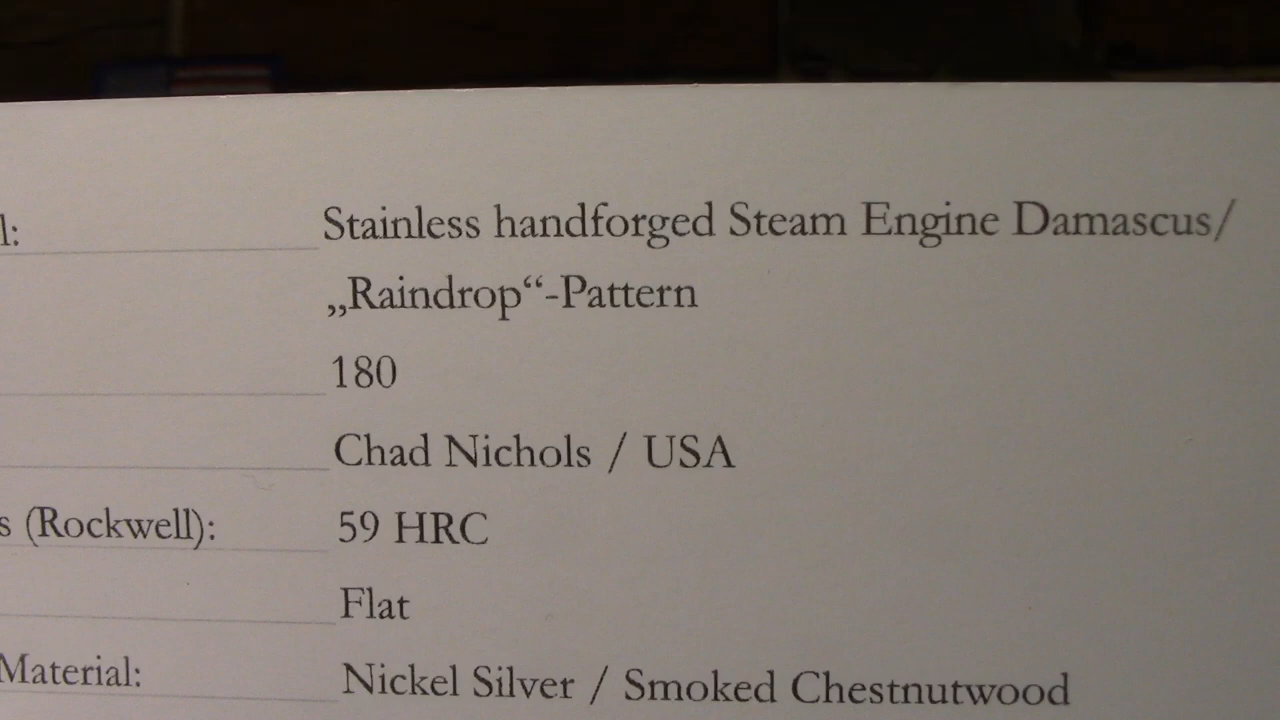 l: Stainless handforged Steam Engine Damascus/
„Raindrop“-Pattern
180
Chad Nichols / USA
s (Rockwell): 59 HRC
Flat
Material: Nickel Silver / Smoked Chestnutwood